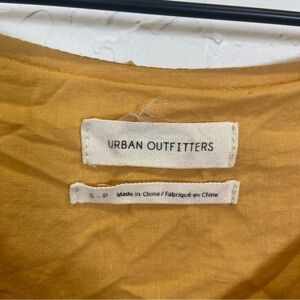 URBAN OUTFITTERS
S - P Made in China / Fabriqué en Chine